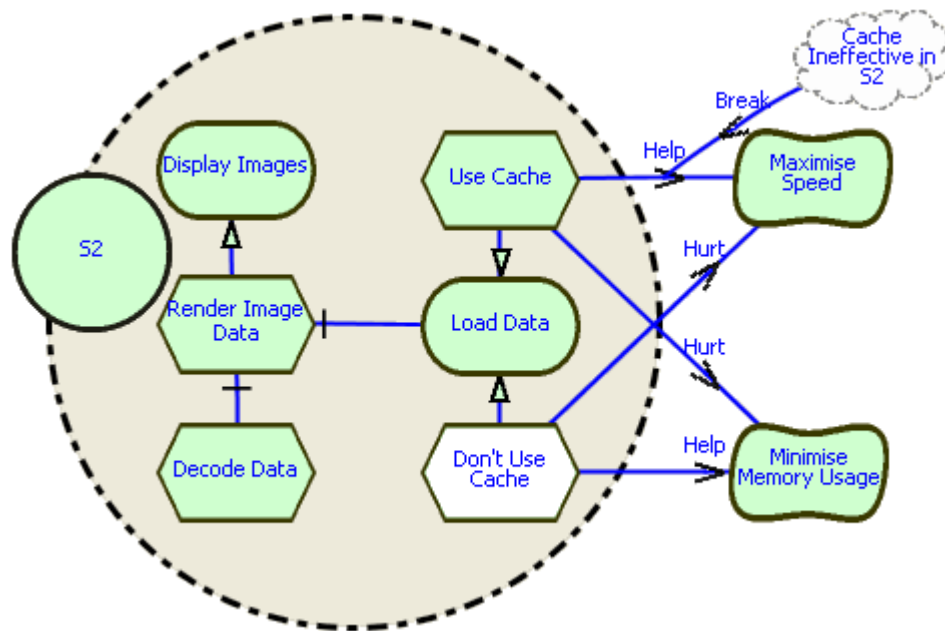 Cache
Ineffective in
S2
Break
Help
Display Images
Use Cache
Maximise
Speed
S2
Hurt
Render Image
Data
Load Data
Hurt
Decode Data
Don't Use
Cache
Help
Minimise
Memory Usage